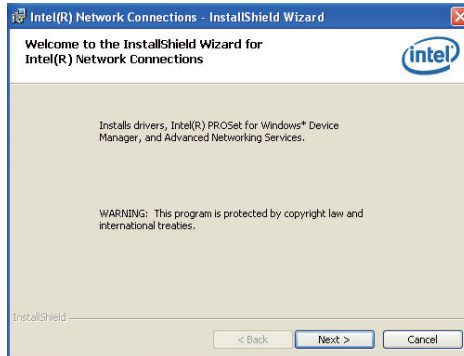 Intel(R) Network Connections - InstallShield Wizard
Welcome to the InstallShield Wizard for
Intel(R) Network Connections
intel
Installs drivers, Intel(R) PROSet for Windows* Device
Manager, and Advanced Networking Services.
WARNING: This program is protected by copyright law and
international treaties.
InstallShield
< Back Next > Cancel